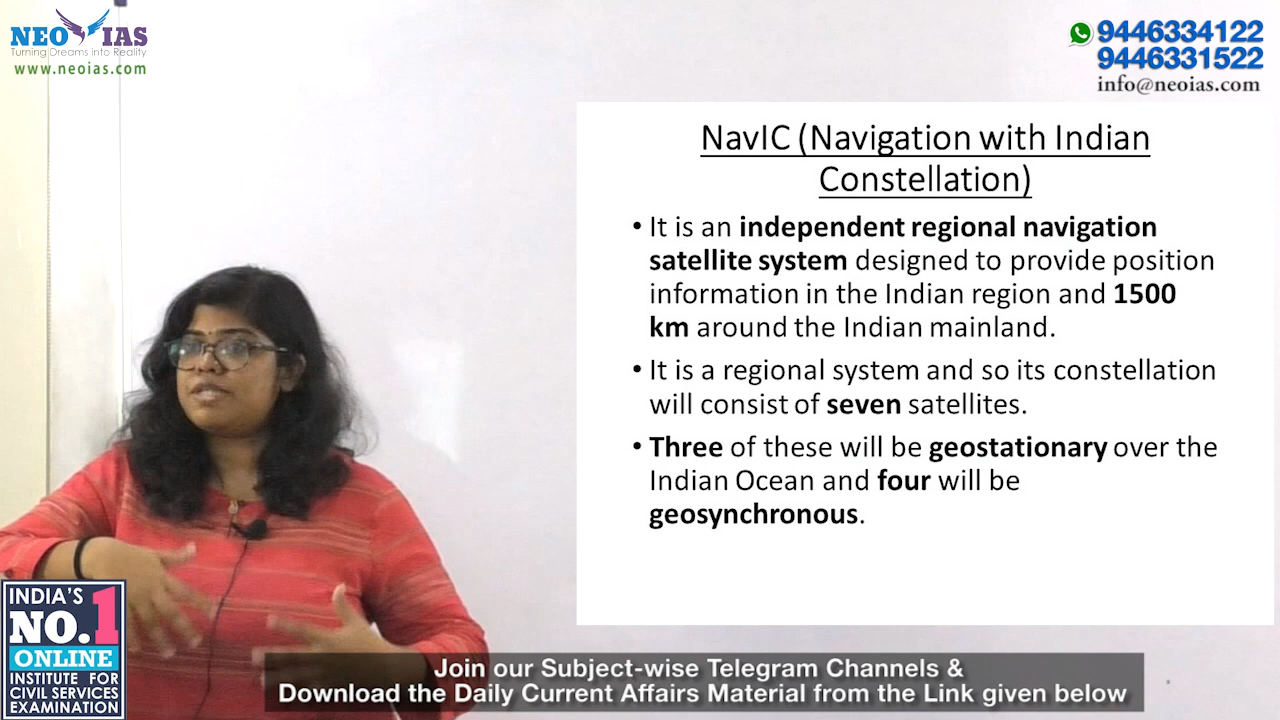 NEO IAS
Turning Dreams into Reality
www.neoias.com
9446334122
9446331522
info@neoias.com
NavIC (Navigation with Indian
Constellation)
• It is an independent regional navigation
satellite system designed to provide position
information in the Indian region and 1500
km around the Indian mainland.
• It is a regional system and so its constellation
will consist of seven satellites.
• Three of these will be geostationary over the
Indian Ocean and four will be
geosynchronous.
INDIA'S
NO.1
ONLINE
INSTITUTE FOR
CIVIL SERVICES
EXAMINATION
Join our Subject-wise Telegram Channels &
Download the Daily Current Affairs Material from the Link given below